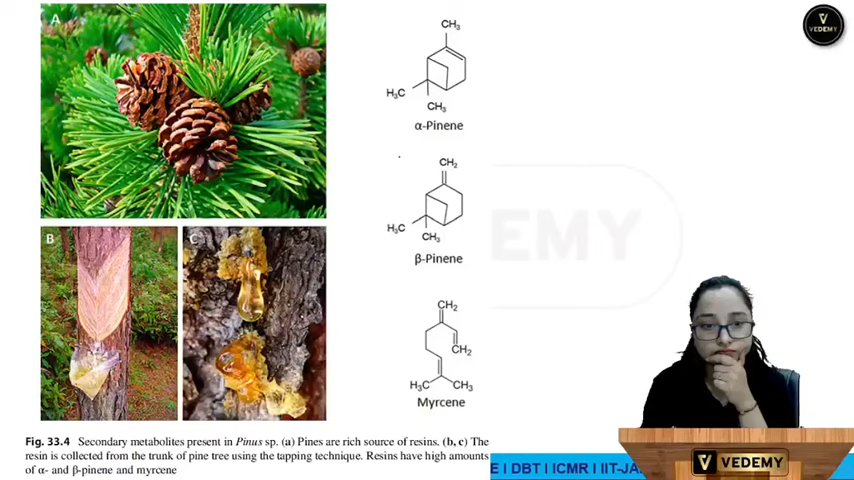 A
B
C
CH₃
H₃C
CH₃
α-Pinene
CH₂
H₃C
CH₃
β-Pinene
CH₂
CH₂
H₃C
CH₃
Myrcene
Fig. 33.4 Secondary metabolites present in Pinus sp. (a) Pines are rich source of resins. (b, c) The
resin is collected from the trunk of pine tree using the tapping technique. Resins have high amounts
of α- and β-pinene and myrcene
V
VEDEMY
EMY
E I DBT I ICMR I IIT-JA
V VEDEMY